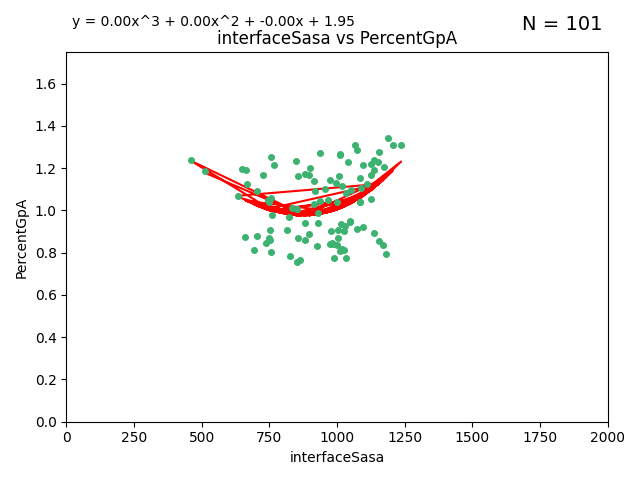 y = 0.00x^3 + 0.00x^2 + -0.00x + 1.95
N = 101
interfaceSasa vs PercentGpA
PercentGpA
1.6
1.4
1.2
1.0
0.8
0.6
0.4
0.2
0.0
0 250 500 750 1000 1250 1500 1750 2000
interfaceSasa